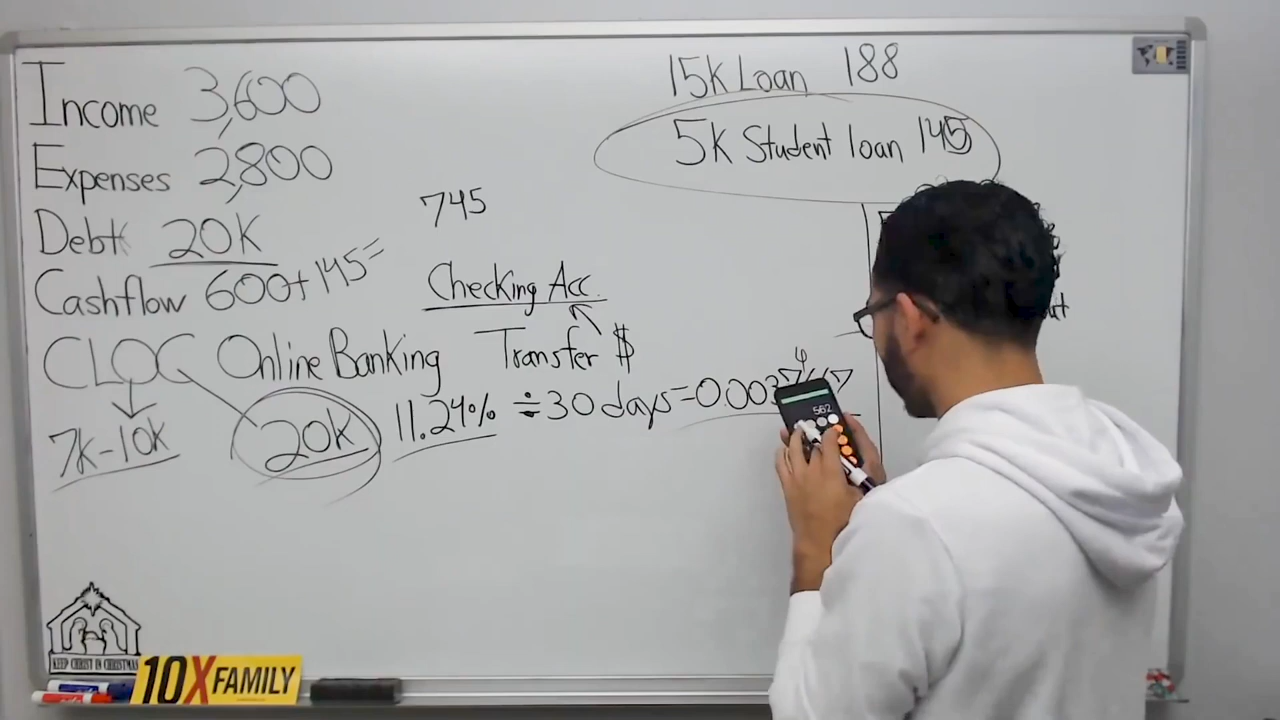 Income 3,600
Expenses 2,800
Debt 20K
Cashflow 600+145=
CLOC Online Banking
7K-10K
20K
745
Checking Acc.
Transfer $
11.24% ÷30 days=0.003
15K Loan 188
5K Student loan 145
562
KEEP CHRIST IN CHRISTMAS
10X FAMILY